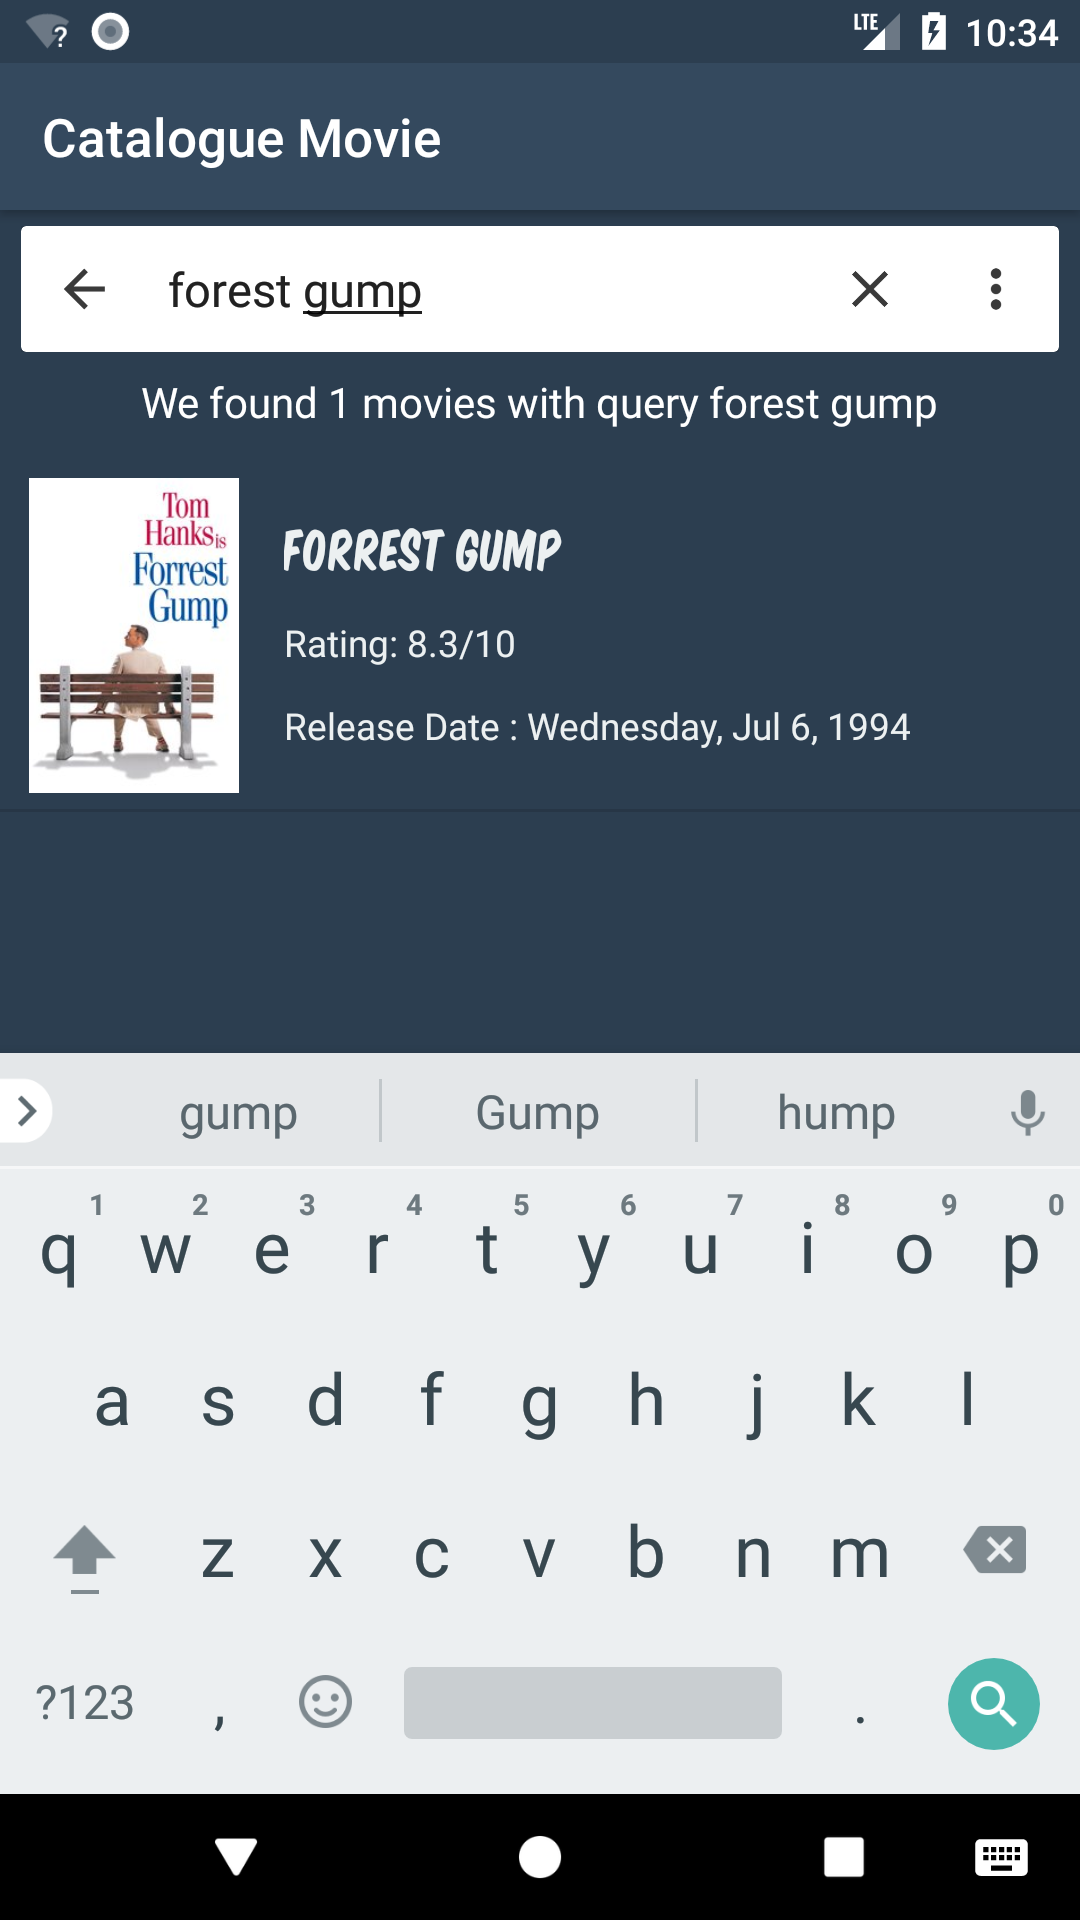 LTE 10:34
Catalogue Movie
forest gump
We found 1 movies with query forest gump
Tom
Hanks is
Forrest
Gump
FORREST GUMP
Rating: 8.3/10
Release Date : Wednesday, Jul 6, 1994
gump Gump hump
1 2 3 4 5 6 7 8 9 0
q w e r t y u i o p
a s d f g h j k l
z x c v b n m
?123 , .